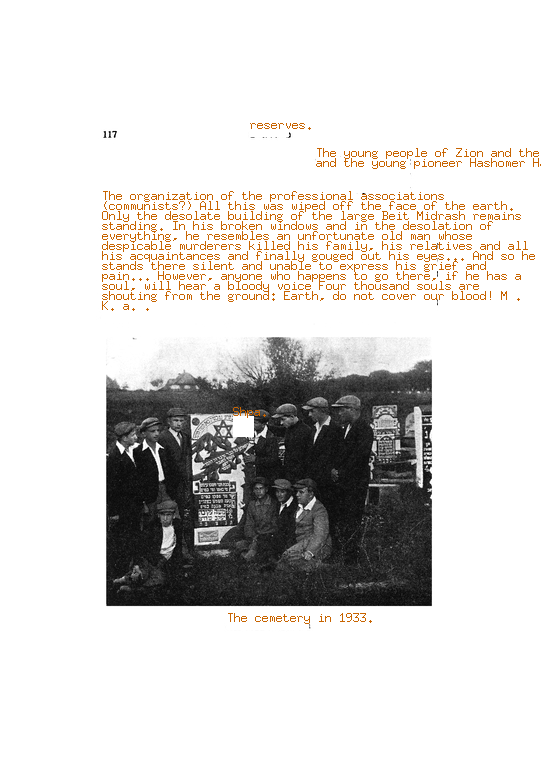 reserves.
117
The young people of Zion and the
and the young pioneer Hashomer H
The organization of the professional associations
(communists?) All this was wiped off the face of the earth.
Only the desolate building of the large Beit Midrash remains
standing. In his broken windows and in the desolation of
everything, he resembles an unfortunate old man whose
despicable murderers killed his family, his relatives and all
his acquaintances and finally gouged out his eyes... And so he
stands there silent and unable to express his grief and
pain... However, anyone who happens to go there, if he has a
soul, will hear a bloody voice Four thousand souls are
shouting from the ground: Earth, do not cover our blood! M .
K. a. .
The cemetery in 1933.